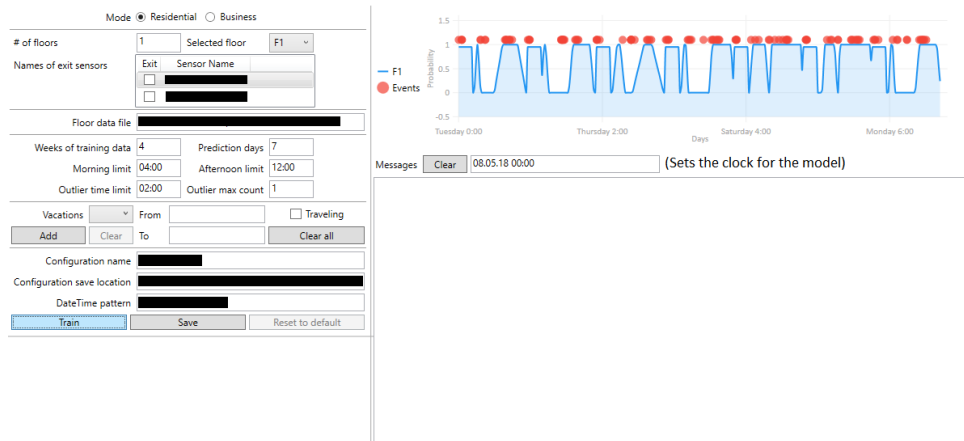 Mode Residential Business
# of floors 1 Selected floor F1
Names of exit sensors Exit Sensor Name
Floor data file
Weeks of training data 4 Prediction days 7
Morning limit 04:00 Afternoon limit 12:00
Outlier time limit 02:00 Outlier max count 1
Vacations From Traveling
Add Clear To Clear all
Configuration name
Configuration save location
DateTime pattern
Train Save Reset to default
1.5
1
0.5
0
-0.5
Probability
F1
Events
Tuesday 0:00 Thursday 2:00 Saturday 4:00 Monday 6:00
Days
Messages Clear 08.05.18 00:00 (Sets the clock for the model)